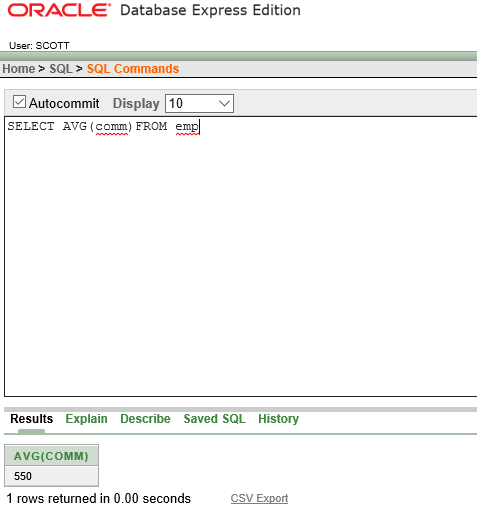 ORACLE® Database Express Edition
User: SCOTT
Home > SQL > SQL Commands
Autocommit Display 10
SELECT AVG(comm)FROM emp
Results Explain Describe Saved SQL History
AVG(COMM)
550
1 rows returned in 0.00 seconds CSV Export